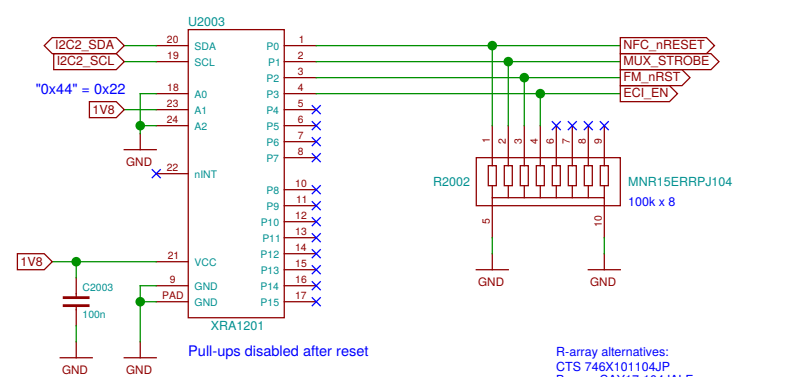 U2003
I2C2_SDA
20
SDA
P0
1
NFC_nRESET
I2C2_SCL
19
SCL
P1
2
MUX_STROBE
P2
3
FM_nRST
"0x44" = 0x22
18
A0
P3
4
ECI_EN
1V8
23
A1
P4
5
24
A2
P5
6
P6
7
GND
P7
8
22
nINT
1
2
3
4
6
7
8
9
R2002
MNR15ERRPJ104
100k x 8
P8
10
P9
11
P10
12
P11
13
5
10
P12
14
1V8
21
VCC
P13
15
GND
GND
9
GND
P14
16
PAD
GND
P15
17
C2003
100n
XRA1201
GND
GND
Pull-ups disabled after reset
R-array alternatives:
CTS 746X101104JP